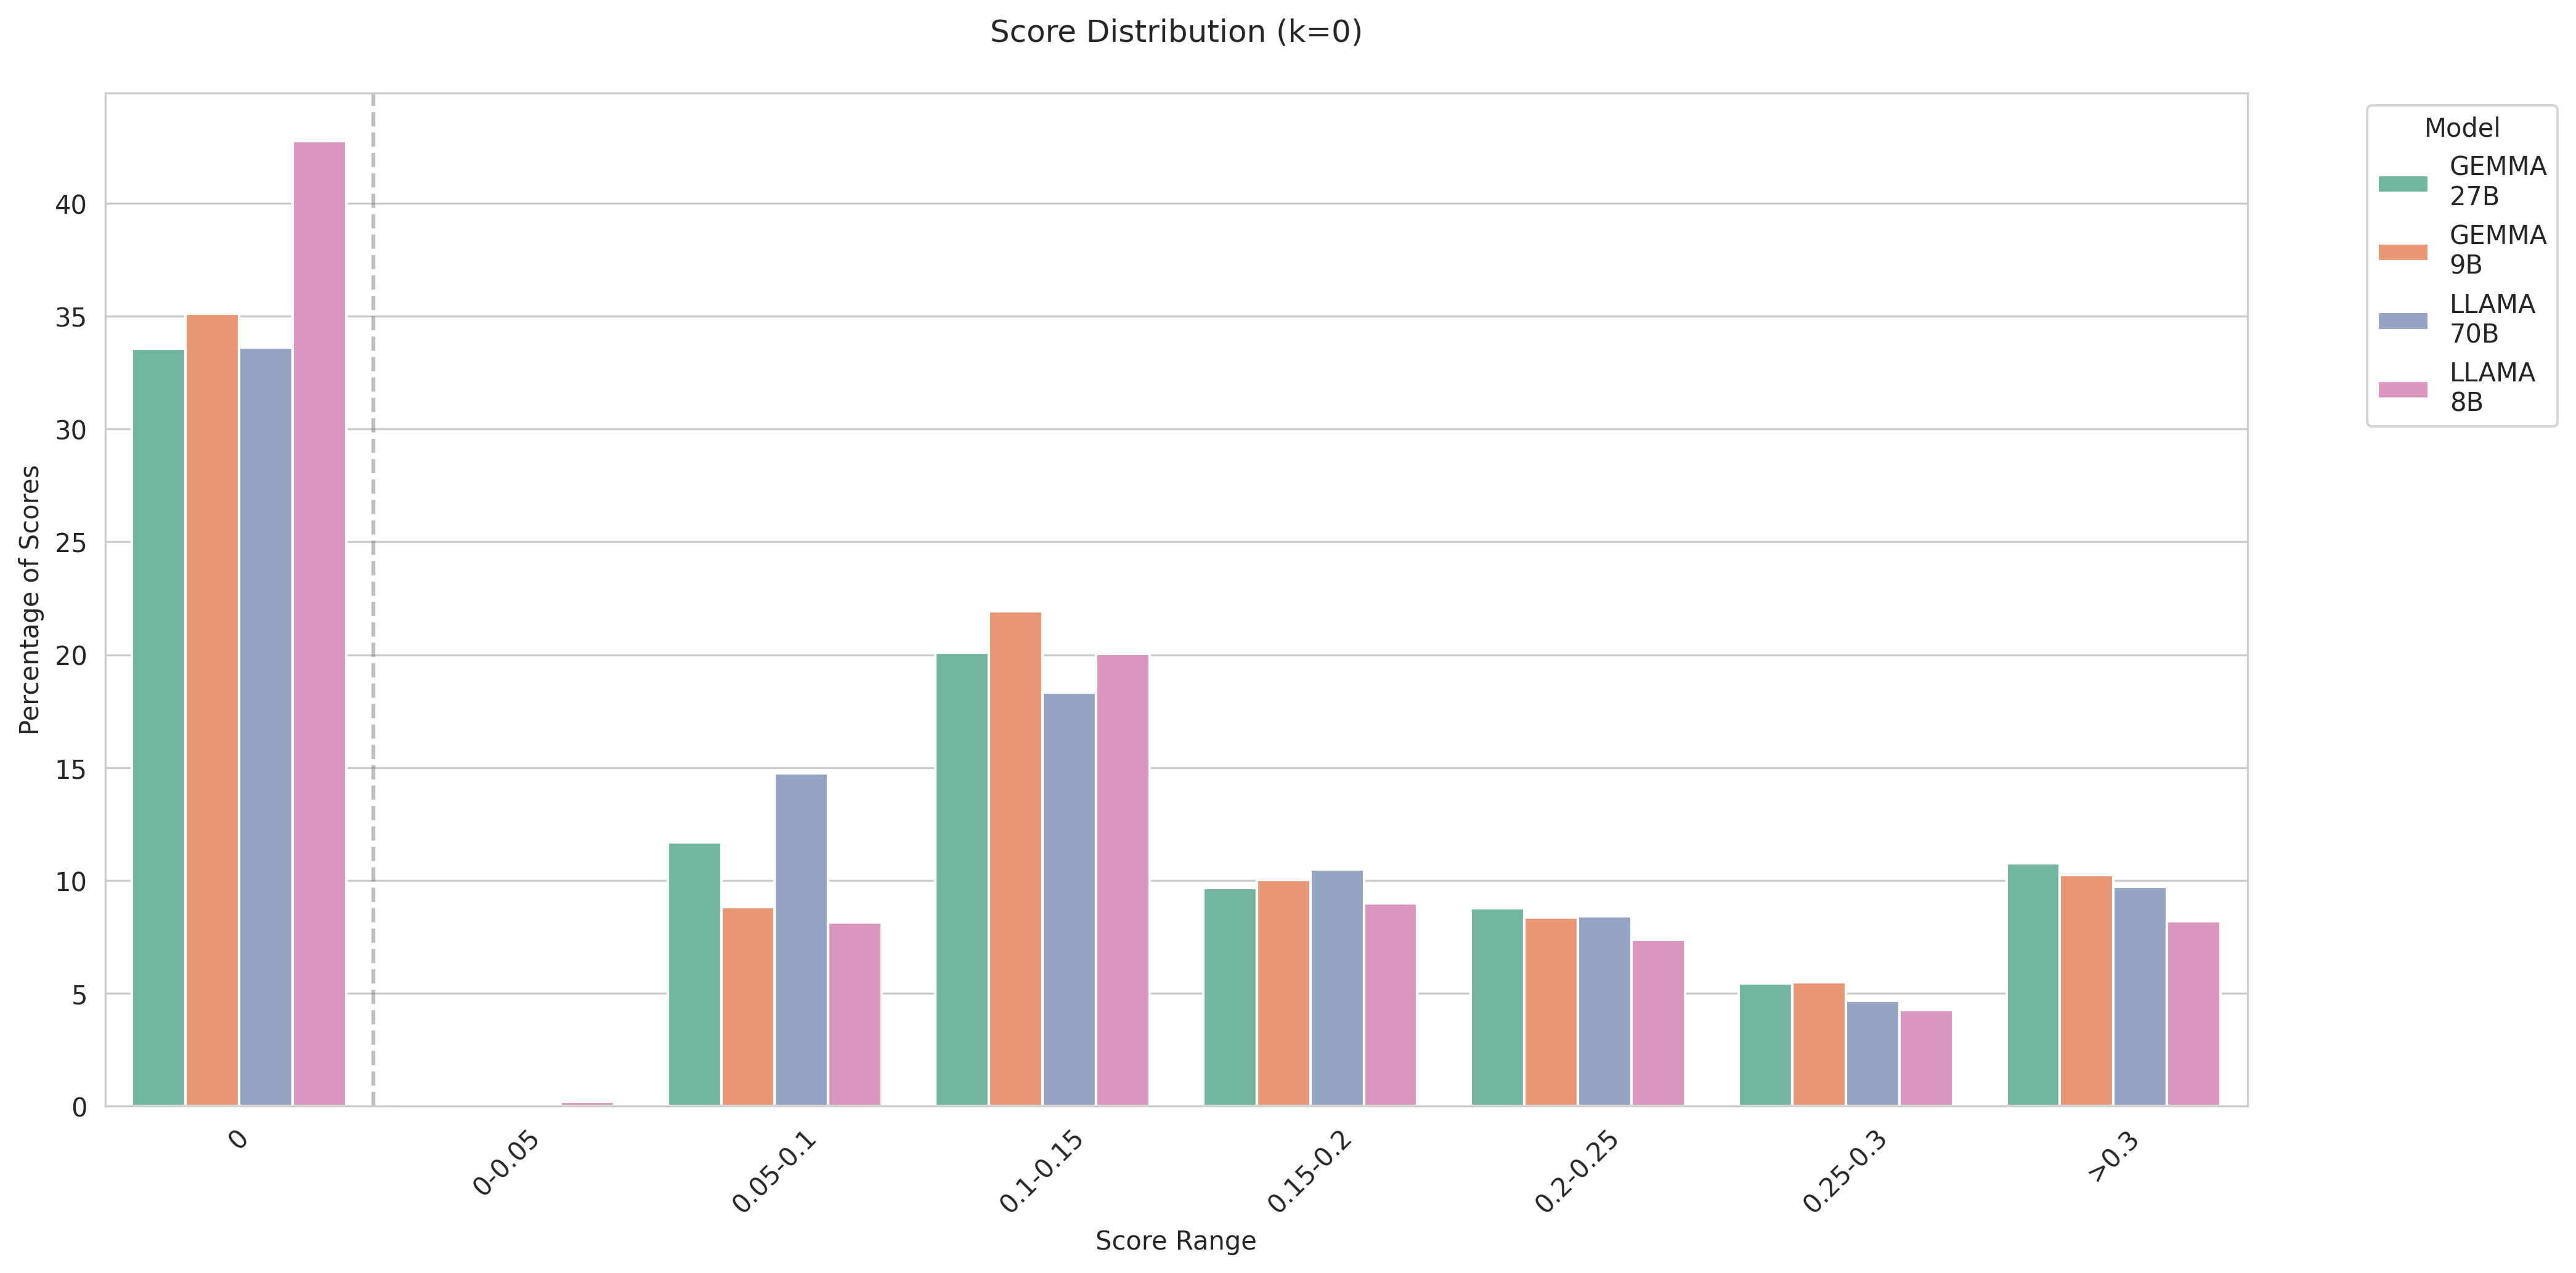 Score Distribution (k=0)
Percentage of Scores
40
35
30
25
20
15
10
5
0
0
0-0.05
0.05-0.1
0.1-0.15
0.15-0.2
0.2-0.25
0.25-0.3
>0.3
Score Range
Model
GEMMA
27B
GEMMA
9B
LLAMA
70B
LLAMA
8B